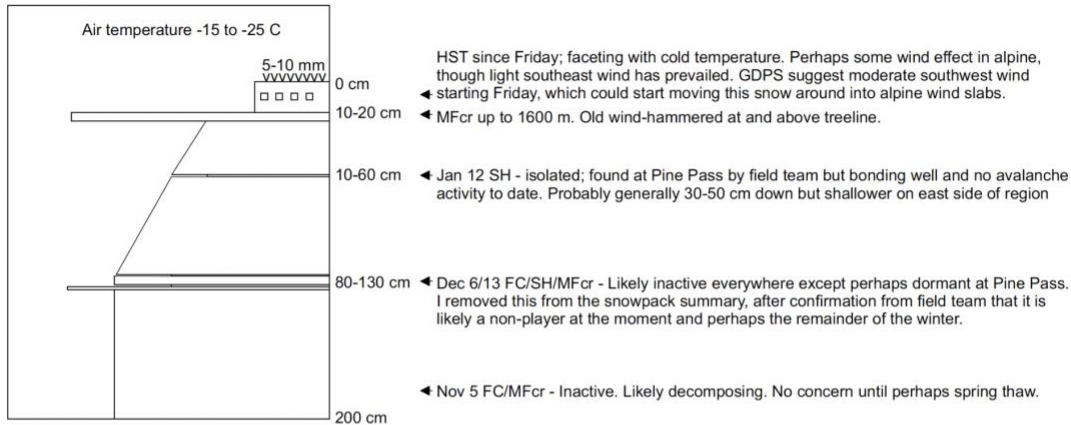 Air temperature -15 to -25 C
5-10 mm
0 cm
HST since Friday; faceting with cold temperature. Perhaps some wind effect in alpine,
though light southeast wind has prevailed. GDPS suggest moderate southwest wind
starting Friday, which could start moving this snow around into alpine wind slabs.
10-20 cm
MFcr up to 1600 m. Old wind-hammered at and above treeline.
10-60 cm
Jan 12 SH - isolated; found at Pine Pass by field team but bonding well and no avalanche
activity to date. Probably generally 30-50 cm down but shallower on east side of region
80-130 cm
Dec 6/13 FC/SH/MFcr - Likely inactive everywhere except perhaps dormant at Pine Pass.
I removed this from the snowpack summary, after confirmation from field team that it is
likely a non-player at the moment and perhaps the remainder of the winter.
Nov 5 FC/MFcr - Inactive. Likely decomposing. No concern until perhaps spring thaw.
200 cm